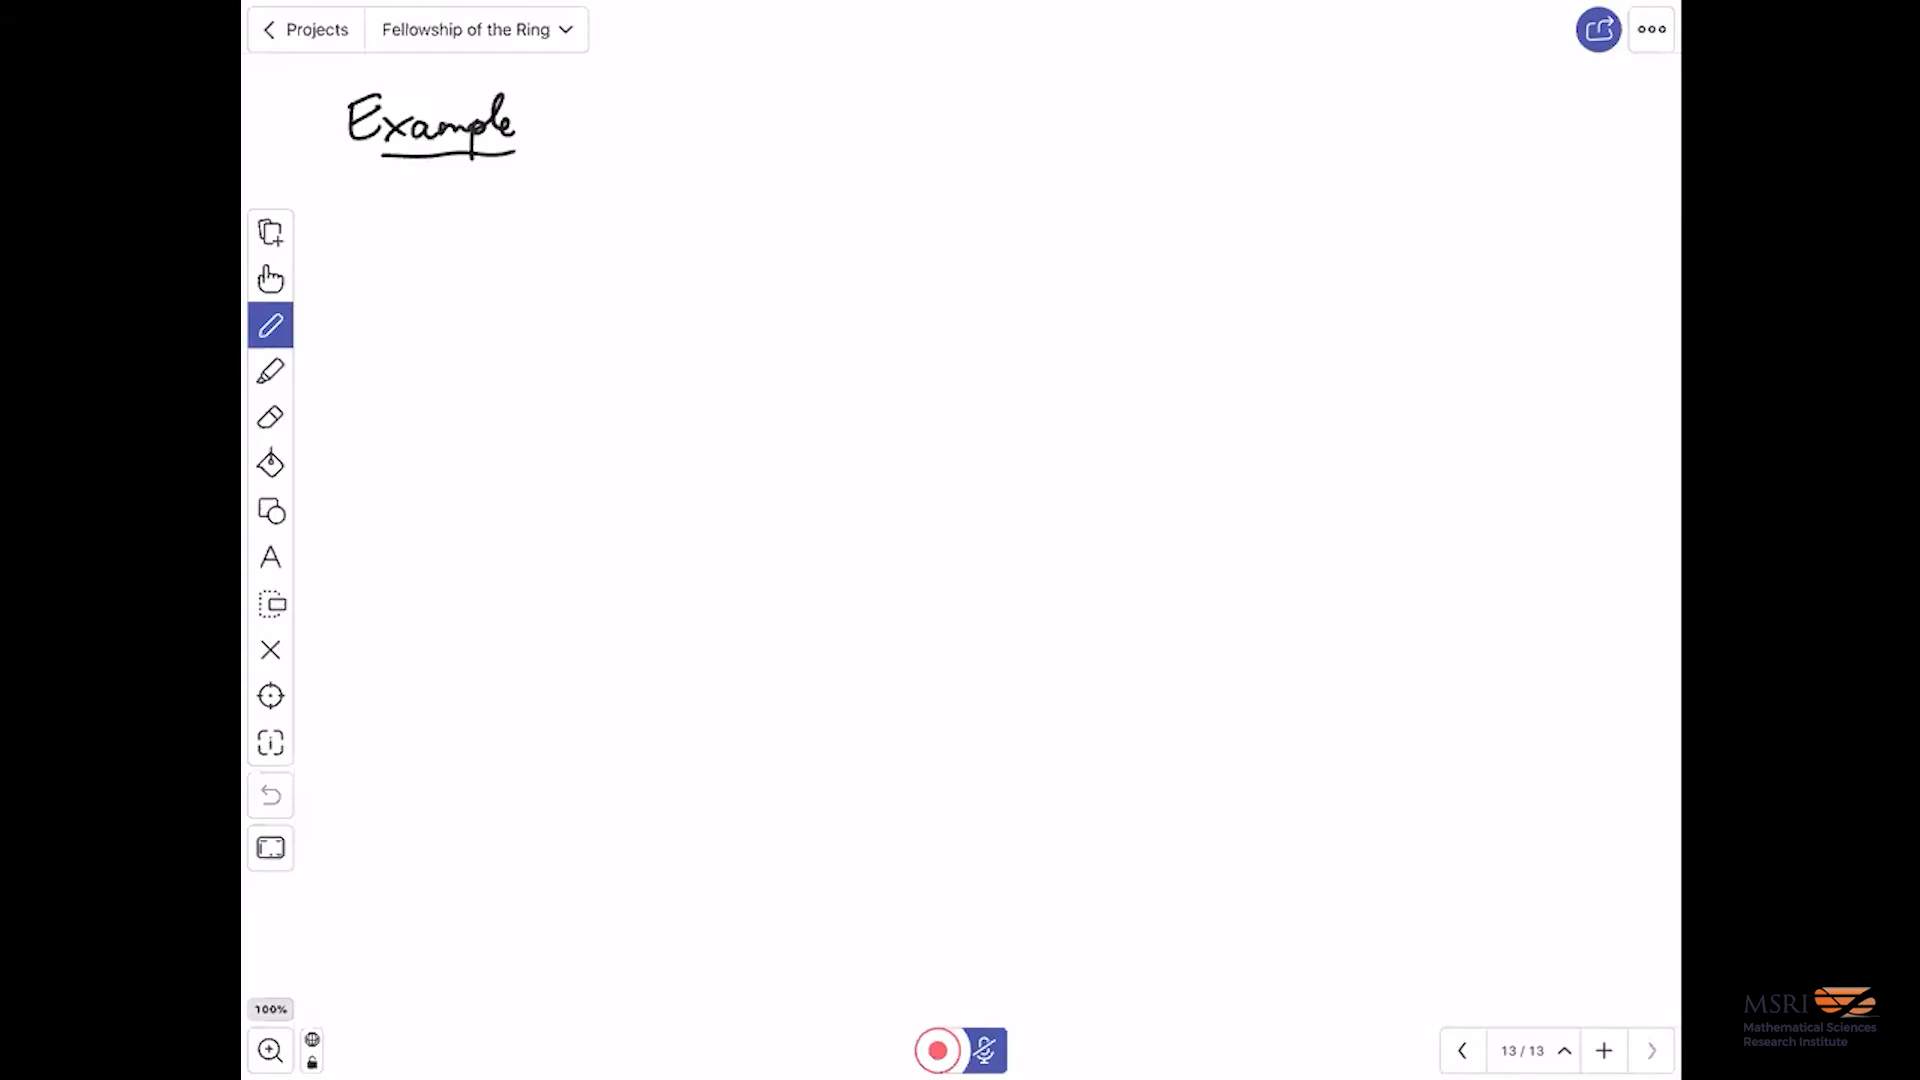 Projects
Fellowship of the Ring
Example
A
100%
13 / 13
MSRI
Mathematical Sciences
Research Institute